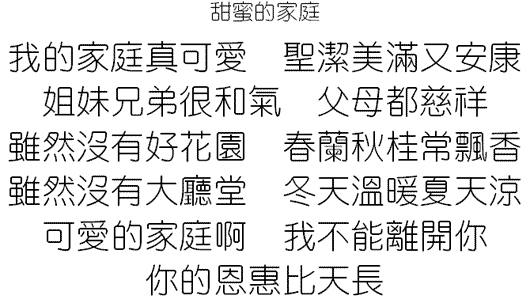 甜蜜的家庭
我的家庭真可愛　聖潔美滿又安康
姐妹兄弟很和氣　父母都慈祥
雖然沒有好花園　春蘭秋桂常飄香
雖然沒有大廳堂　冬天溫暖夏天涼
可愛的家庭啊　我不能離開你
你的恩惠比天長